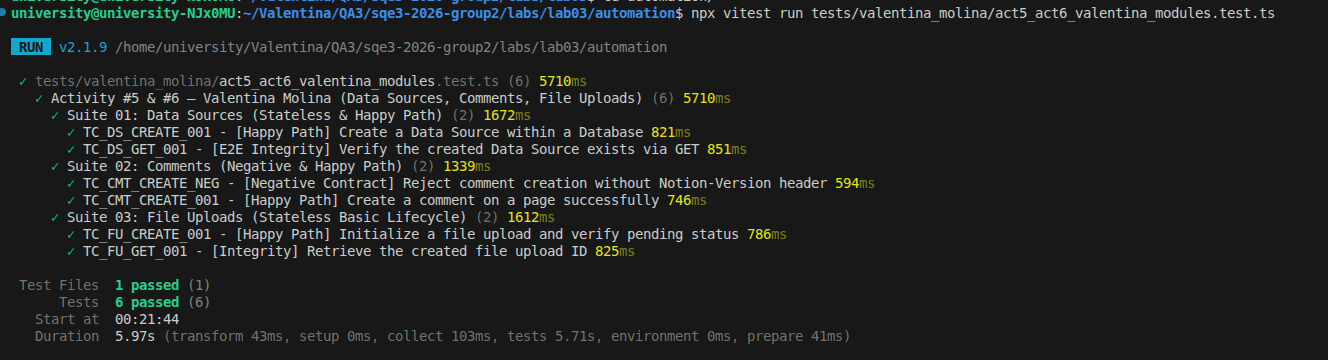 university@university-NJx0MU:~/Valentina/QA3/sqe3-2026-group2/labs/lab03/automation$ npx vitest run tests/valentina_molina/act5_act6_valentina_modules.test.ts
RUN v2.1.9 /home/university/Valentina/QA3/sqe3-2026-group2/labs/lab03/automation
✓ tests/valentina_molina/act5_act6_valentina_modules.test.ts (6) 5710ms
✓ Activity #5 & #6 – Valentina Molina (Data Sources, Comments, File Uploads) (6) 5710ms
✓ Suite 01: Data Sources (Stateless & Happy Path) (2) 1672ms
✓ TC_DS_CREATE_001 - [Happy Path] Create a Data Source within a Database 821ms
✓ TC_DS_GET_001 - [E2E Integrity] Verify the created Data Source exists via GET 851ms
✓ Suite 02: Comments (Negative & Happy Path) (2) 1339ms
✓ TC_CMT_CREATE_NEG - [Negative Contract] Reject comment creation without Notion-Version header 594ms
✓ TC_CMT_CREATE_001 - [Happy Path] Create a comment on a page successfully 746ms
✓ Suite 03: File Uploads (Stateless Basic Lifecycle) (2) 1612ms
✓ TC_FU_CREATE_001 - [Happy Path] Initialize a file upload and verify pending status 786ms
✓ TC_FU_GET_001 - [Integrity] Retrieve the created file upload ID 825ms
Test Files 1 passed (1)
Tests 6 passed (6)
Start at 00:21:44
Duration 5.97s (transform 43ms, setup 0ms, collect 103ms, tests 5.71s, environment 0ms, prepare 41ms)